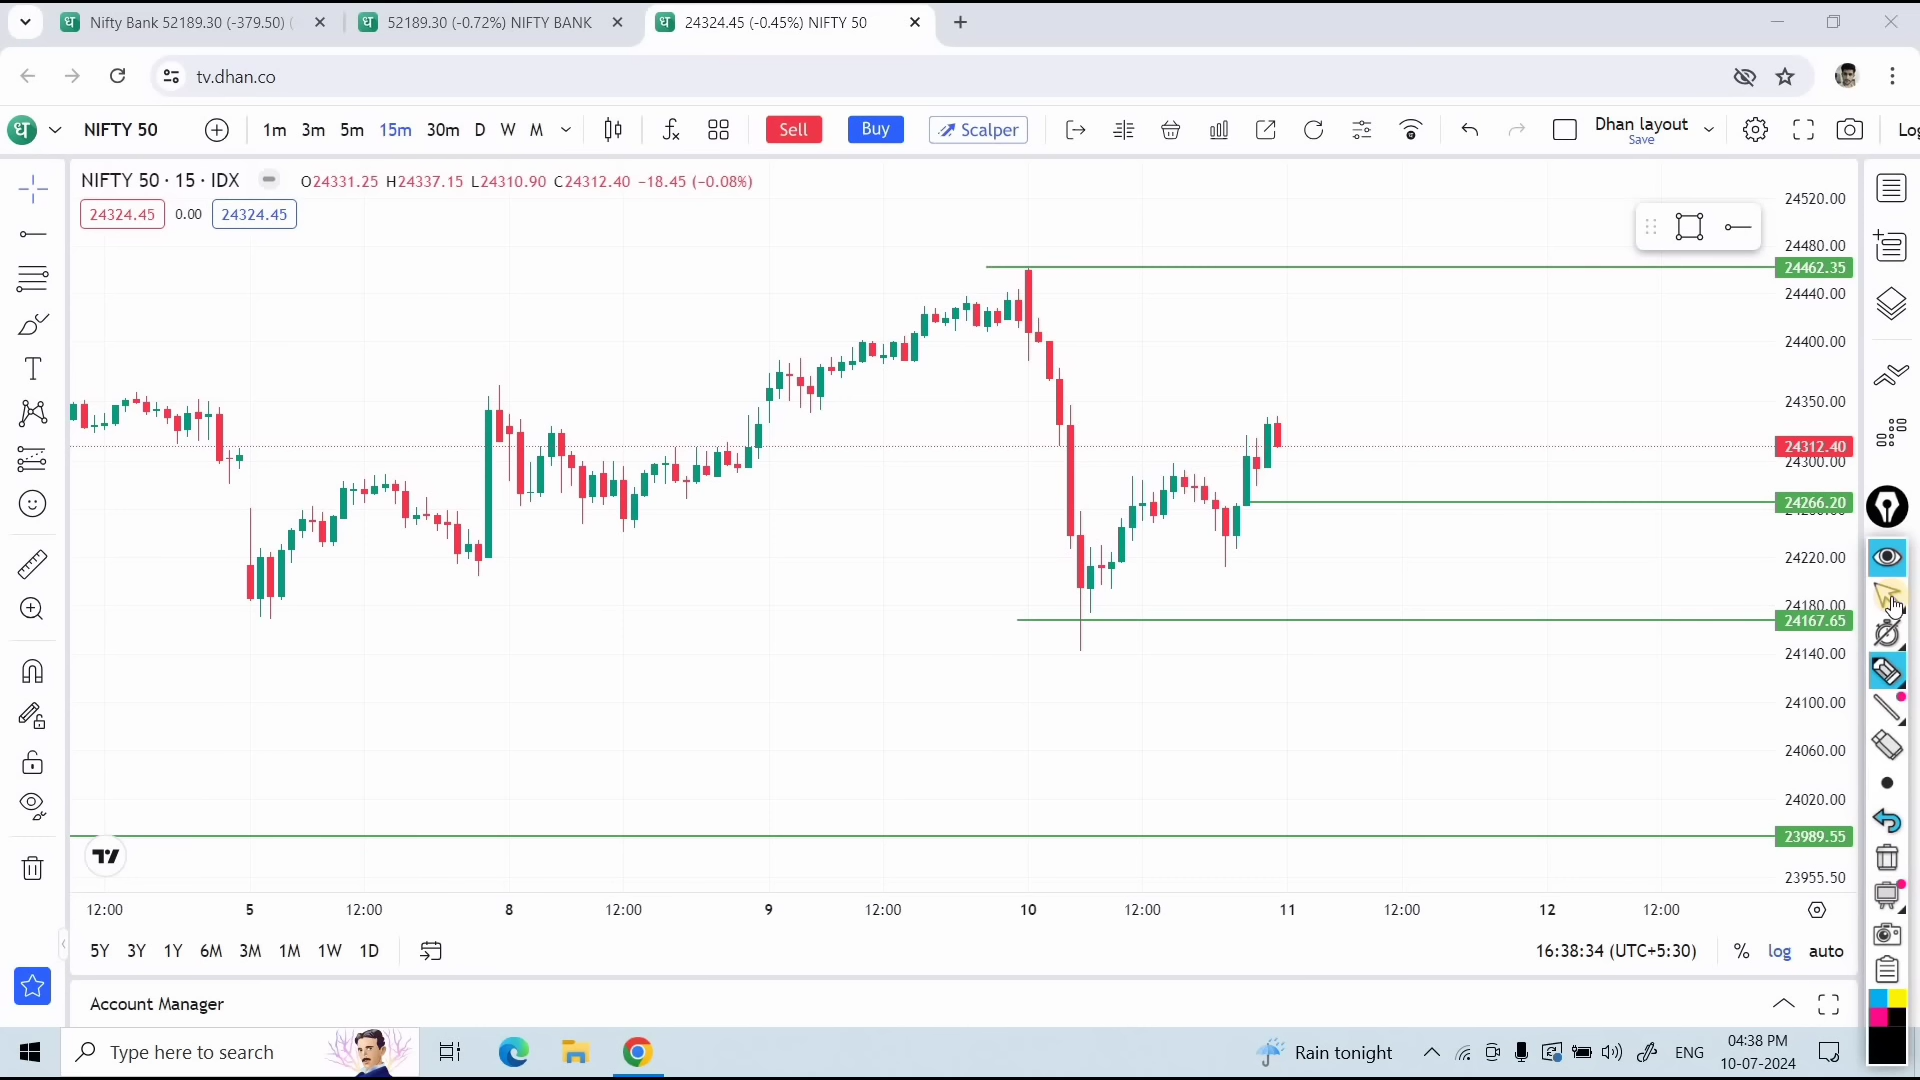 Nifty Bank 52189.30 (-379.50) (
52189.30 (-0.72%) NIFTY BANK
24324.45 (-0.45%) NIFTY 50
tv.dhan.co
ध
NIFTY 50
1m 3m 5m 15m 30m D W M
Sell
Buy
Scalper
Dhan layout
Save
Log
NIFTY 50 · 15 · IDX
O24331.25 H24337.15 L24310.90 C24312.40 −18.45 (−0.08%)
24324.45 0.00 24324.45
24520.00
24480.00
24462.35
24440.00
24400.00
24350.00
24312.40
24300.00
24266.20
24220.00
24180.00
24167.65
24140.00
24100.00
24060.00
24020.00
23989.55
23955.50
12:00 5 12:00 8 12:00 9 12:00 10 12:00 11 12:00 12 12:00
5Y 3Y 1Y 6M 3M 1M 1W 1D
16:38:34 (UTC+5:30)
% log auto
Account Manager
Type here to search
Rain tonight
ENG
04:38 PM
10-07-2024